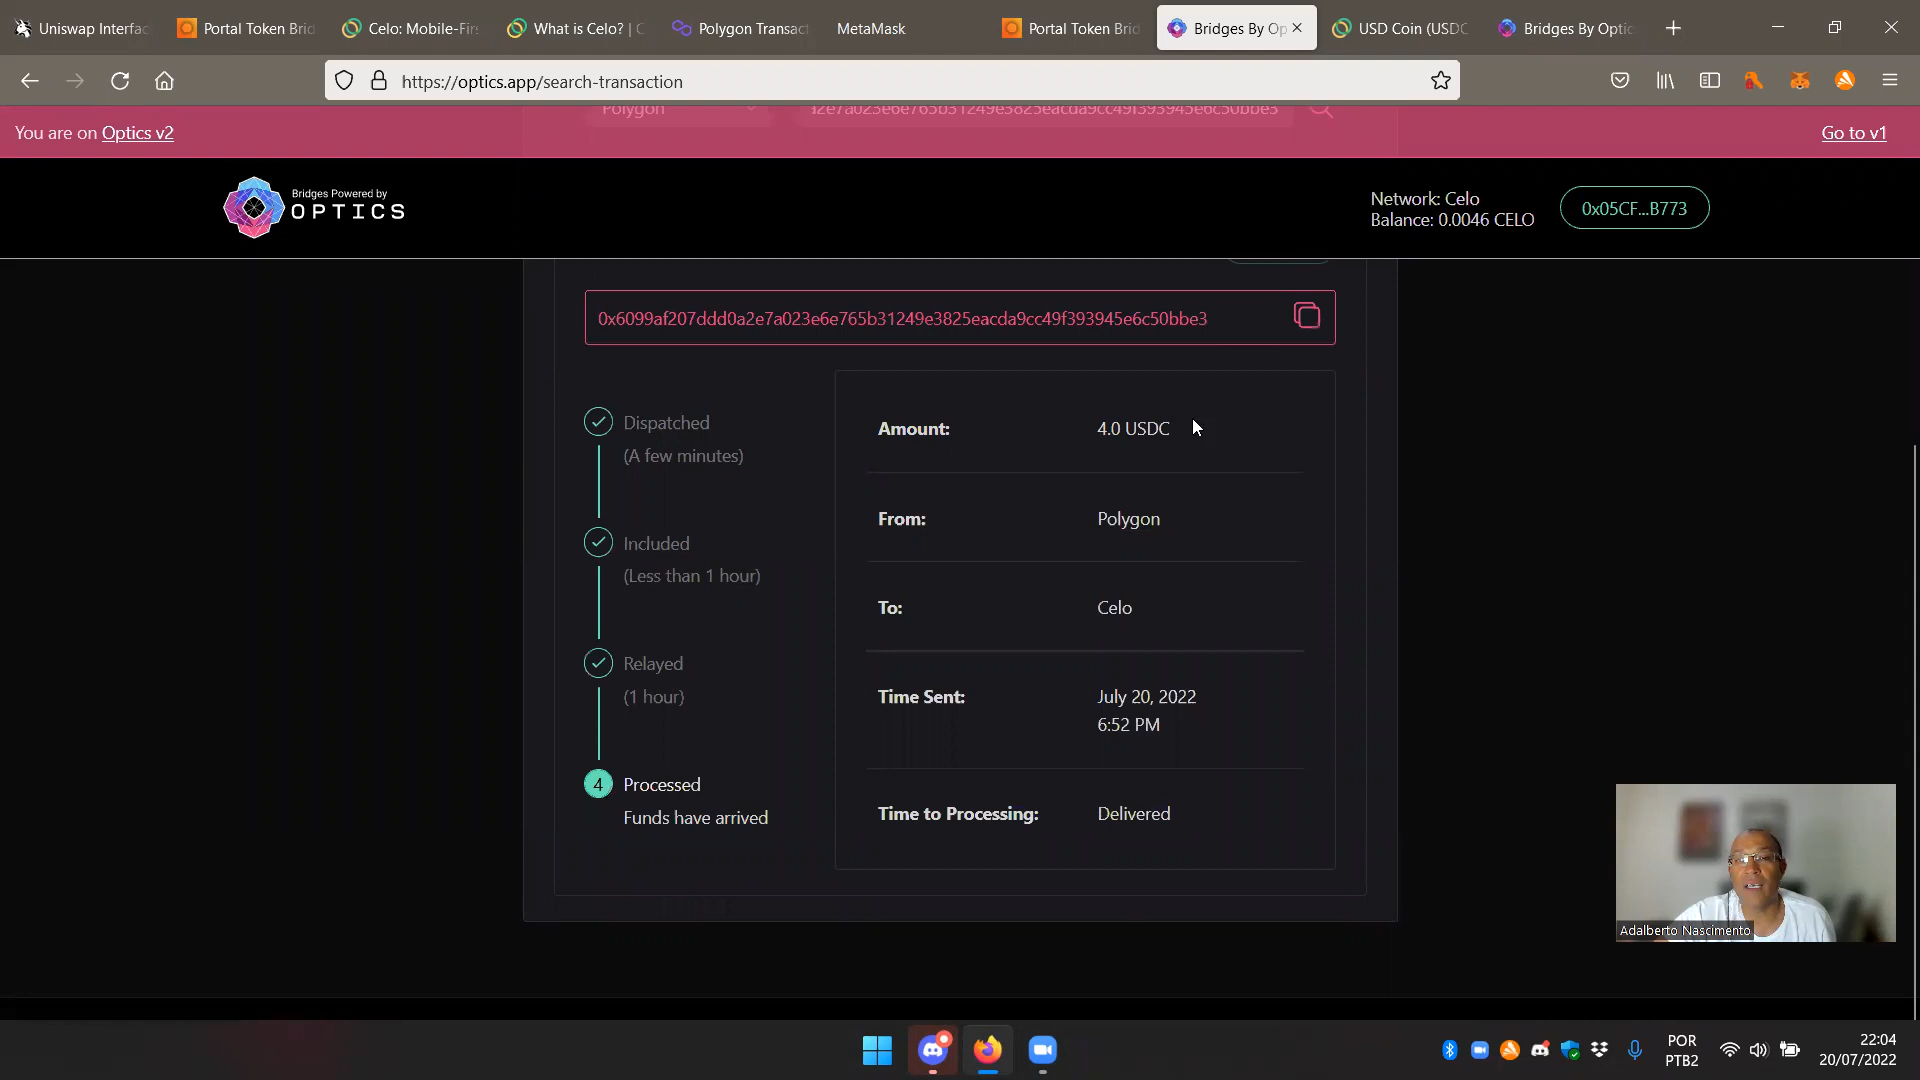 Uniswap Interfac
Portal Token Brid
Celo: Mobile-Firs
What is Celo? | C
Polygon Transact
MetaMask
Portal Token Brid
Bridges By Op
USD Coin (USDC
Bridges By Optic
https://optics.app/search-transaction
Polygon
You are on Optics v2
Go to v1
Bridges Powered by
OPTICS
Network: Celo
Balance: 0.0046 CELO
0x05CF...B773
0x6099af207ddd0a2e7a023e6e765b31249e3825eacda9cc49f393945e6c50bbe3
Dispatched
(A few minutes)
Included
(Less than 1 hour)
Relayed
(1 hour)
4
Processed
Funds have arrived
Amount:
4.0 USDC
From:
Polygon
To:
Celo
Time Sent:
July 20, 2022
6:52 PM
Time to Processing:
Delivered
Adalberto Nascimento
POR
PTB2
22:04
20/07/2022